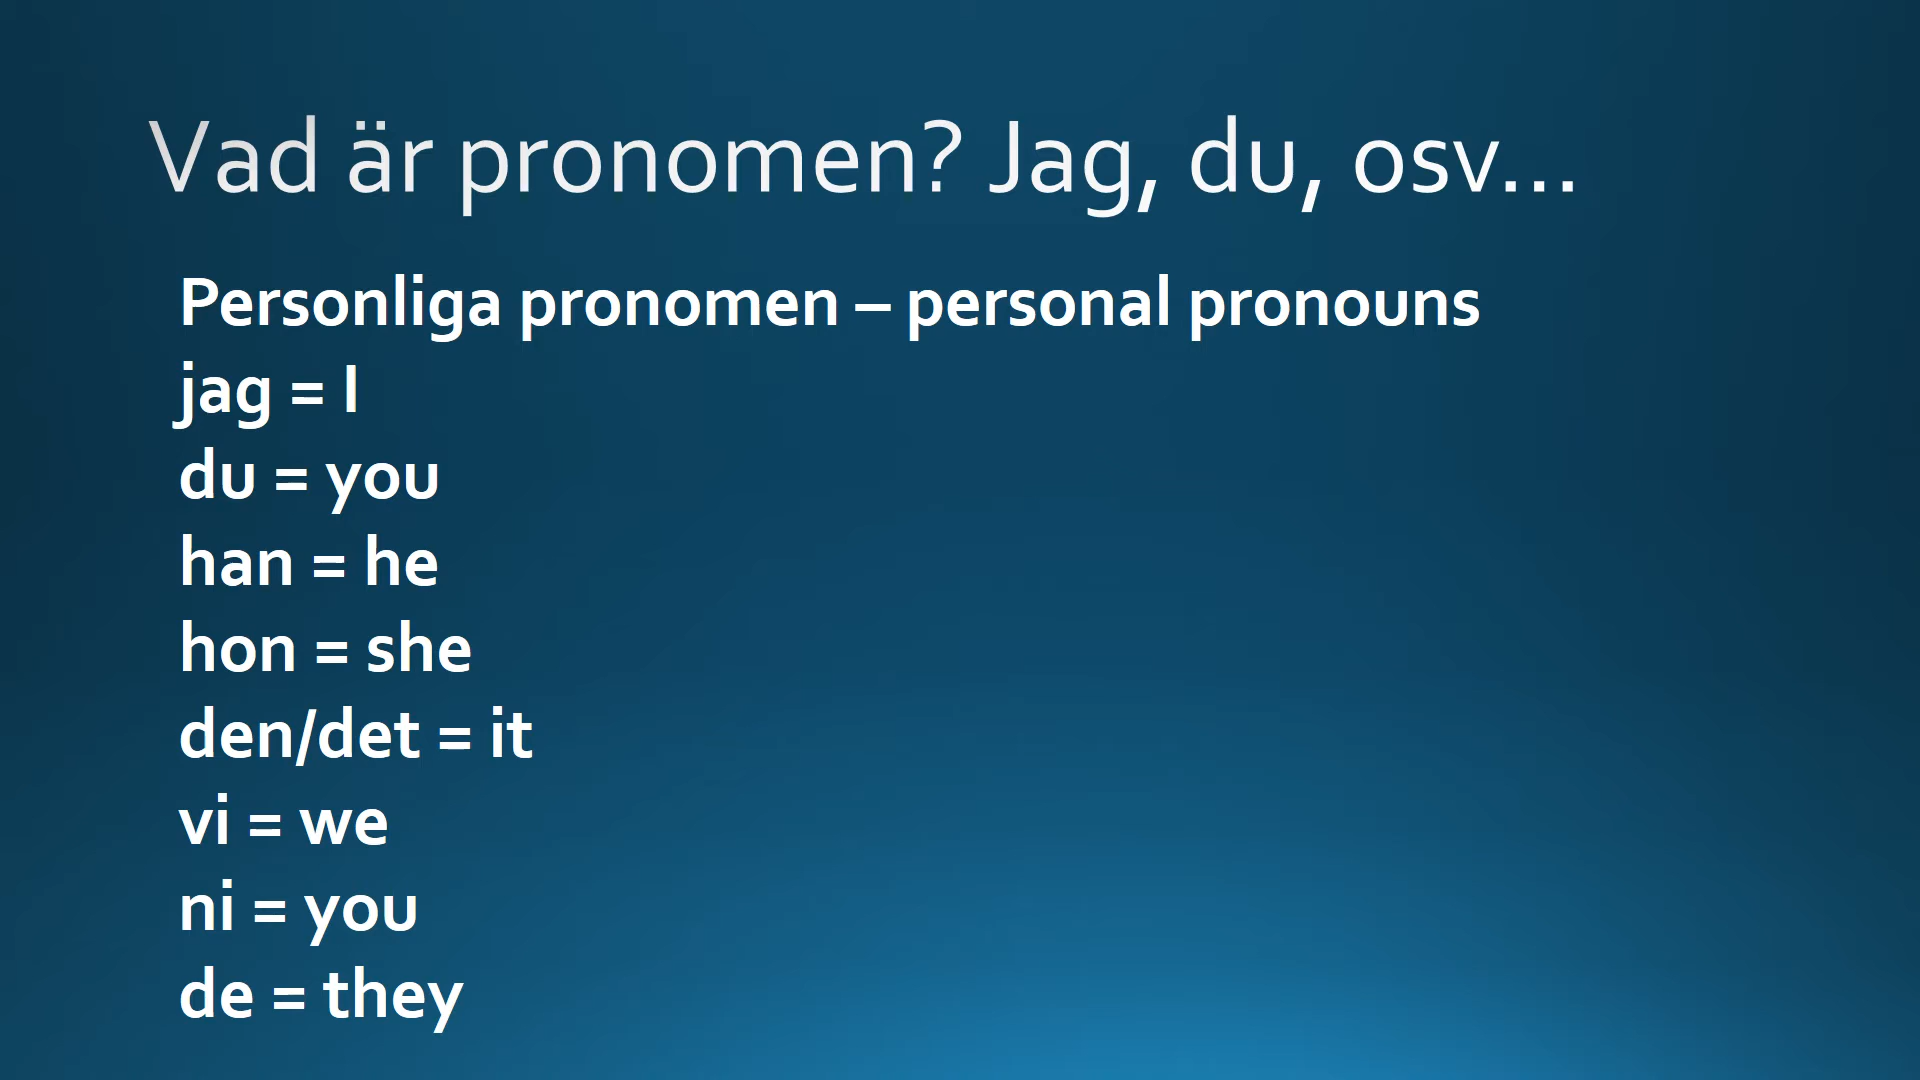 Vad är pronomen? Jag, du, osv...
Personliga pronomen – personal pronouns
jag = I
du = you
han = he
hon = she
den/det = it
vi = we
ni = you
de = they